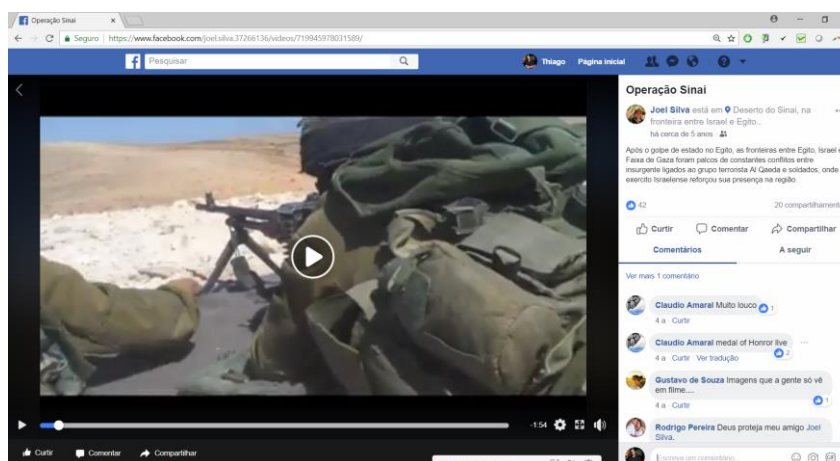 Operação Sinai
Seguro | https://www.facebook.com/joel.silva.37266136/videos/719945978031589/
Pesquisar
Thiago Página inicial
Operação Sinai
Joel Silva está em Deserto do Sinai, na
fronteira entre Israel e Egito..
há cerca de 5 anos
Após o golpe de estado no Egito, as fronteiras entre Egito, Israel e
Faixa de Gaza foram palcos de constantes conflitos entre
insurgente ligados ao grupo terrorista Al Qaeda e soldados, onde
exercito Israelense reforçou sua presença na região.
42 20 compartilhament
Curtir Comentar Compartilhar
Comentários A seguir
Ver mais 1 comentário
Claudio Amaral Muito louco 1
4 a · Curtir
Claudio Amaral medal of Honror live
2
4 a · Curtir · Ver tradução
Gustavo de Souza Imagens que a gente só vê
em filme....
1
4 a · Curtir
Rodrigo Pereira Deus proteja meu amigo Joel
Silva.
Escreva um comentário...
-1:54
Curtir Comentar Compartilhar